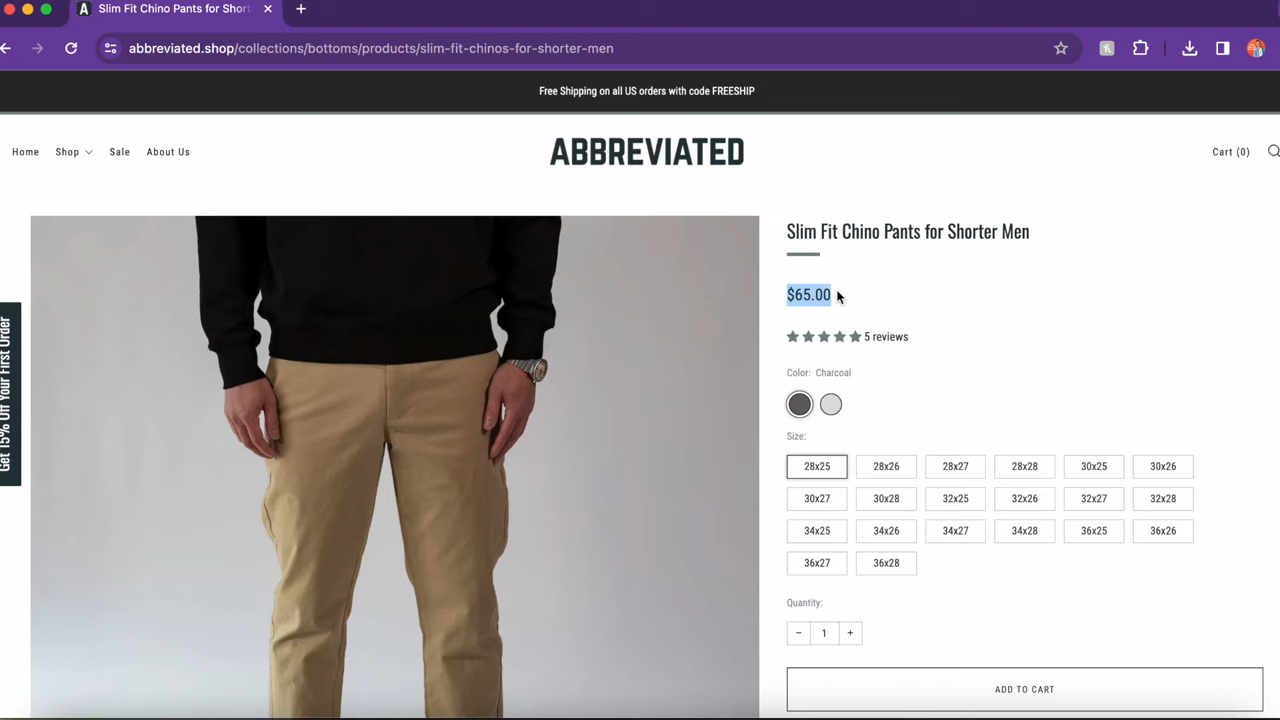 Slim Fit Chino Pants for Shor
abbreviated.shop/collections/bottoms/products/slim-fit-chinos-for-shorter-men
Free Shipping on all US orders with code FREESHIP
Home Shop Sale About Us
ABBREVIATED
Cart (0)
Get 15% Off Your First Order
Slim Fit Chino Pants for Shorter Men
$65.00
5 reviews
Color: Charcoal
Size:
28x25 28x26 28x27 28x28 30x25 30x26
30x27 30x28 32x25 32x26 32x27 32x28
34x25 34x26 34x27 34x28 36x25 36x26
36x27 36x28
Quantity:
− 1 +
ADD TO CART